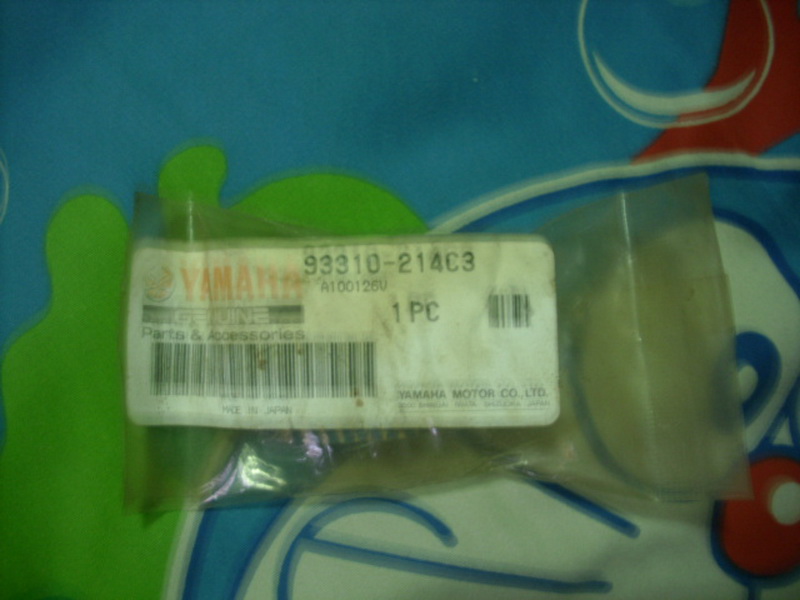 93310-214C3
YAMAHA
A100126U
GENUINE
1 PC
Parts & Accessories
YAMAHA MOTOR CO., LTD.
MADE IN JAPAN